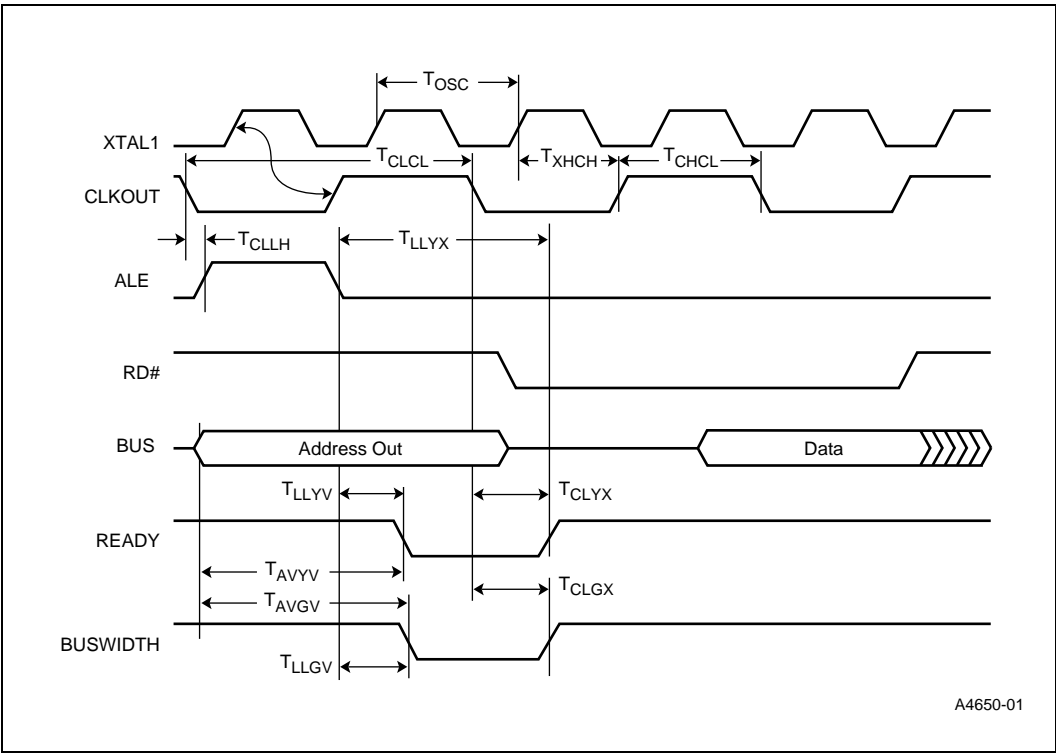 T_OSC
XTAL1
T_CLCL
T_XHCH
T_CHCL
CLKOUT
T_CLLH
T_LLYX
ALE
RD#
BUS
Address Out
Data
T_LLYV
T_CLYX
READY
T_AVYV
T_CLGX
T_AVGV
BUSWIDTH
T_LLGV
A4650-01